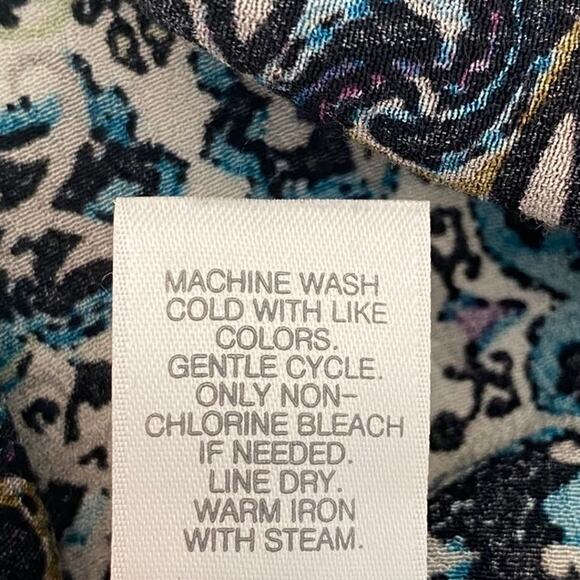 MACHINE WASH
COLD WITH LIKE
COLORS.
GENTLE CYCLE.
ONLY NON-
CHLORINE BLEACH
IF NEEDED.
LINE DRY.
WARM IRON
WITH STEAM.